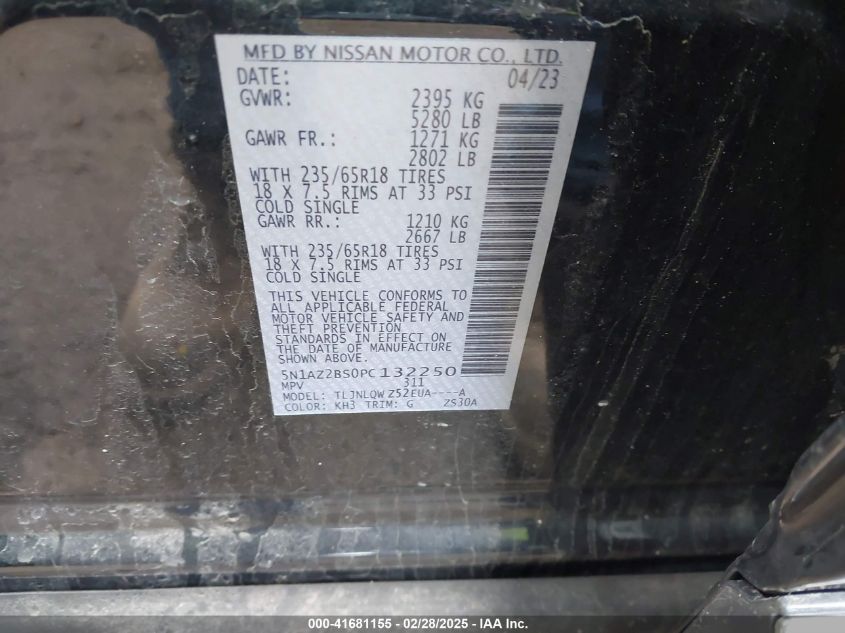 MFD BY NISSAN MOTOR CO., LTD.
DATE: 04/23
GVWR: 2395 KG
5280 LB
GAWR FR.: 1271 KG
2802 LB
WITH 235/65R18 TIRES
18 X 7.5 RIMS AT 33 PSI
COLD SINGLE
GAWR RR.: 1210 KG
2667 LB
WITH 235/65R18 TIRES
18 X 7.5 RIMS AT 33 PSI
COLD SINGLE
THIS VEHICLE CONFORMS TO
ALL APPLICABLE FEDERAL
MOTOR VEHICLE SAFETY AND
THEFT PREVENTION
STANDARDS IN EFFECT ON
THE DATE OF MANUFACTURE
SHOWN ABOVE.
5N1AZ2BS0PC132250
MPV 311
MODEL: TLJNLQWZ52EUA----A
COLOR: KH3 TRIM: G ZS30A
000-41681155 - 02/28/2025 - IAA Inc.